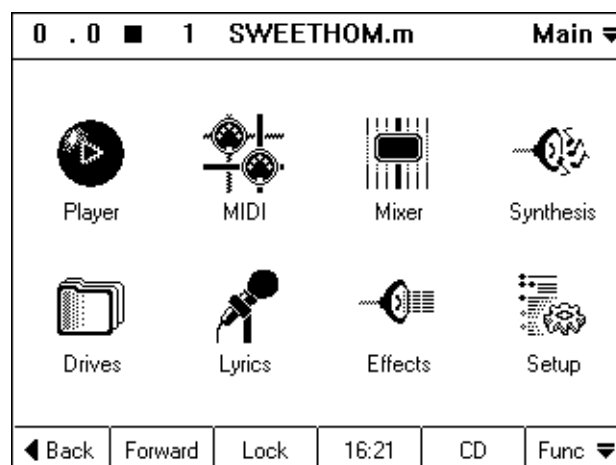 0 .0 1 SWEETHOM.m Main
Player MIDI Mixer Synthesis
Drives Lyrics Effects Setup
Back Forward Lock 16:21 CD Func